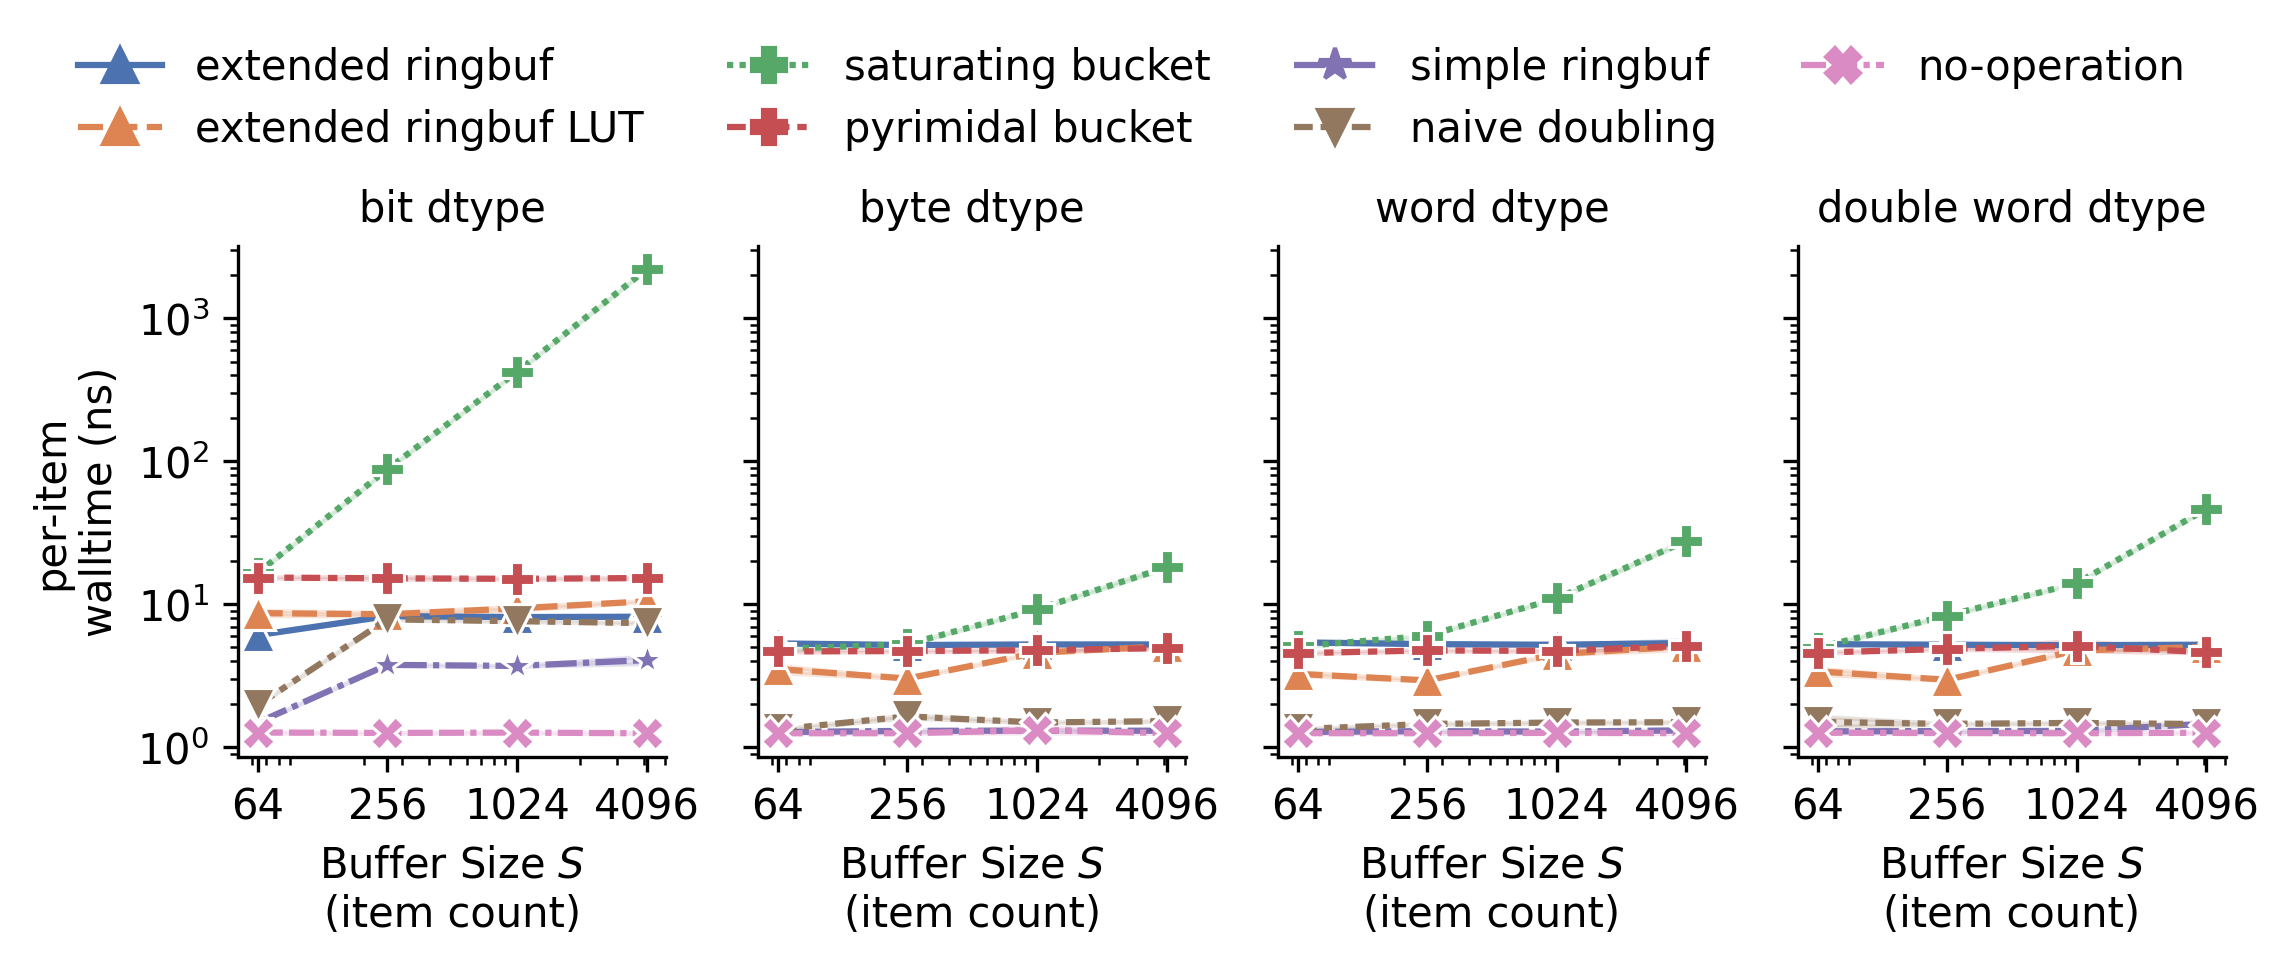 extended ringbuf
extended ringbuf LUT
saturating bucket
pyrimidal bucket
simple ringbuf
naive doubling
no-operation
bit dtype
byte dtype
word dtype
double word dtype
per-item
walltime (ns)
10³
10²
10¹
10⁰
64 256 1024 4096
64 256 1024 4096
64 256 1024 4096
64 256 1024 4096
Buffer Size S
(item count)
Buffer Size S
(item count)
Buffer Size S
(item count)
Buffer Size S
(item count)